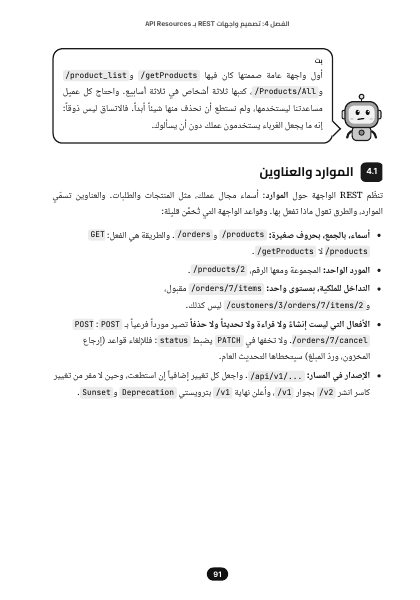 الفصل 4: تصميم واجهات REST بـ API Resources
بت
أول واجهة عامة صممتها كان فيها /getProducts و /product_list
و /Products/All ، كتبها ثلاثة أشخاص في ثلاثة أسابيع. واحتاج كل عميل
مساعدتنا ليستخدمها، ولم نستطع أن نحذف منها شيئاً أبداً. فالاتساق ليس ذوقاً:
إنه ما يجعل الغرباء يستخدمون عملك دون أن يسألوك.
4.1 الموارد والعناوين
تنظّم REST الواجهة حول الموارد: أسماء مجال عملك، مثل المنتجات والطلبات. والعناوين تسمّي
الموارد، والطرق تقول ماذا تفعل بها. وقواعد الواجهة التي تُخمَّن قليلة:
• أسماء، بالجمع، بحروف صغيرة: /products و /orders . والطريقة هي الفعل: GET
/products لا /getProducts .
• المورد الواحد: المجموعة ومعها الرقم، /products/2 .
• التداخل للملكية، بمستوى واحد: /orders/7/items مقبول،
و /customers/3/orders/7/items/2 ليس كذلك.
• الأفعال التي ليست إنشاءً ولا قراءة ولا تحديثاً ولا حذفاً تصير مورداً فرعياً بـ POST : POST
/orders/7/cancel . ولا تخفها في PATCH يضبط status : فللإلغاء قواعد (إرجاع
المخزون، وردّ المبلغ) سيتخطاها التحديث العام.
• الإصدار في المسار: /api/v1/... . واجعل كل تغيير إضافياً إن استطعت، وحين لا مفر من تغيير
كاسر انشر /v2 بجوار /v1 ، وأعلن نهاية /v1 بترويستي Deprecation و Sunset .
91